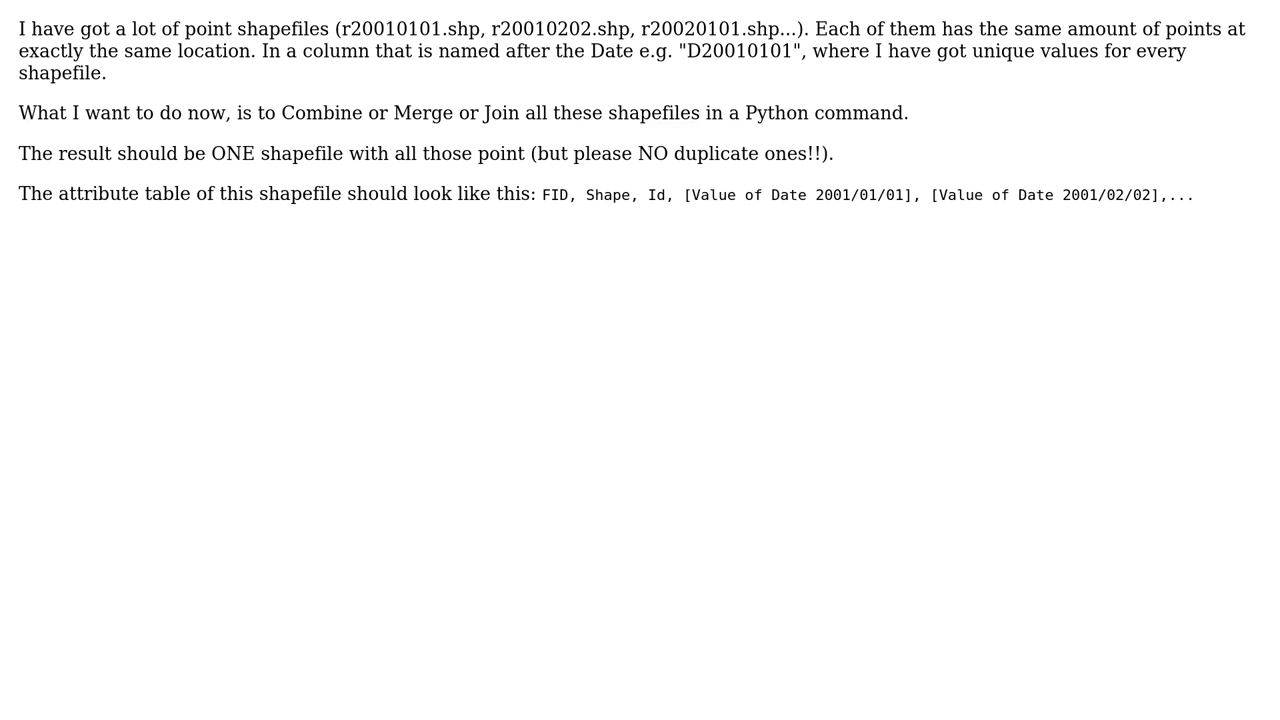 I have got a lot of point shapefiles (r20010101.shp, r20010202.shp, r20020101.shp...). Each of them has the same amount of points at
exactly the same location. In a column that is named after the Date e.g. "D20010101", where I have got unique values for every
shapefile.
What I want to do now, is to Combine or Merge or Join all these shapefiles in a Python command.
The result should be ONE shapefile with all those point (but please NO duplicate ones!!).
The attribute table of this shapefile should look like this: FID, Shape, Id, [Value of Date 2001/01/01], [Value of Date 2001/02/02],...